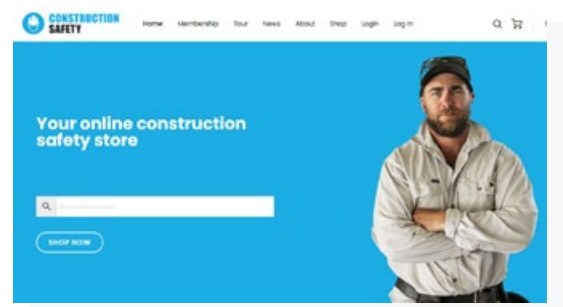 CONSTRUCTION
SAFETY
Home Membership Tour News About Shop Login Log In
Your online construction
safety store
SHOP NOW